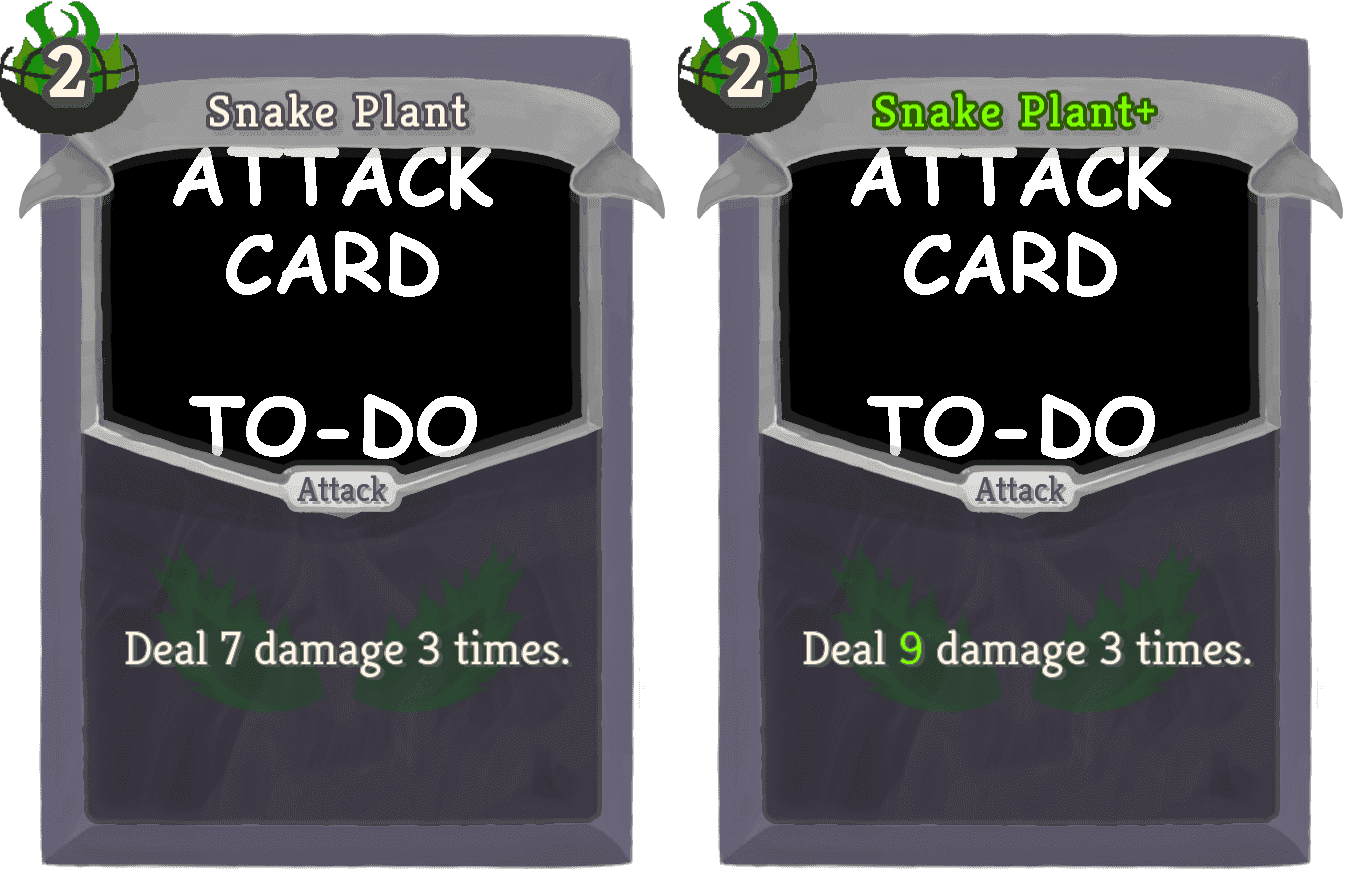 2
Snake Plant
ATTACK
CARD
TO-DO
Attack
Deal 7 damage 3 times.
2
Snake Plant+
ATTACK
CARD
TO-DO
Attack
Deal 9 damage 3 times.